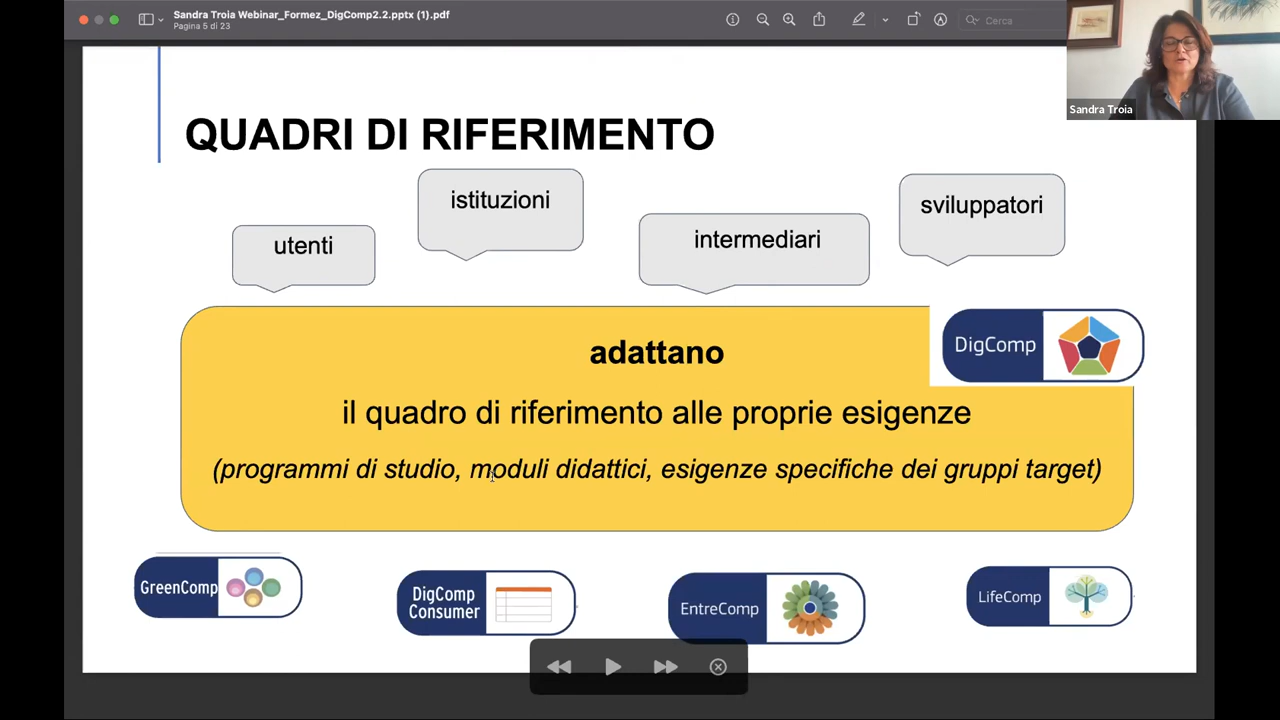 Sandra Troia Webinar_Formez_DigComp2.2.pptx (1).pdf
Pagina 5 di 23
Cerca
Sandra Troia
QUADRI DI RIFERIMENTO
istituzioni
sviluppatori
utenti
intermediari
adattano
DigComp
il quadro di riferimento alle proprie esigenze
(programmi di studio, moduli didattici, esigenze specifiche dei gruppi target)
GreenComp
DigComp
Consumer
EntreComp
LifeComp